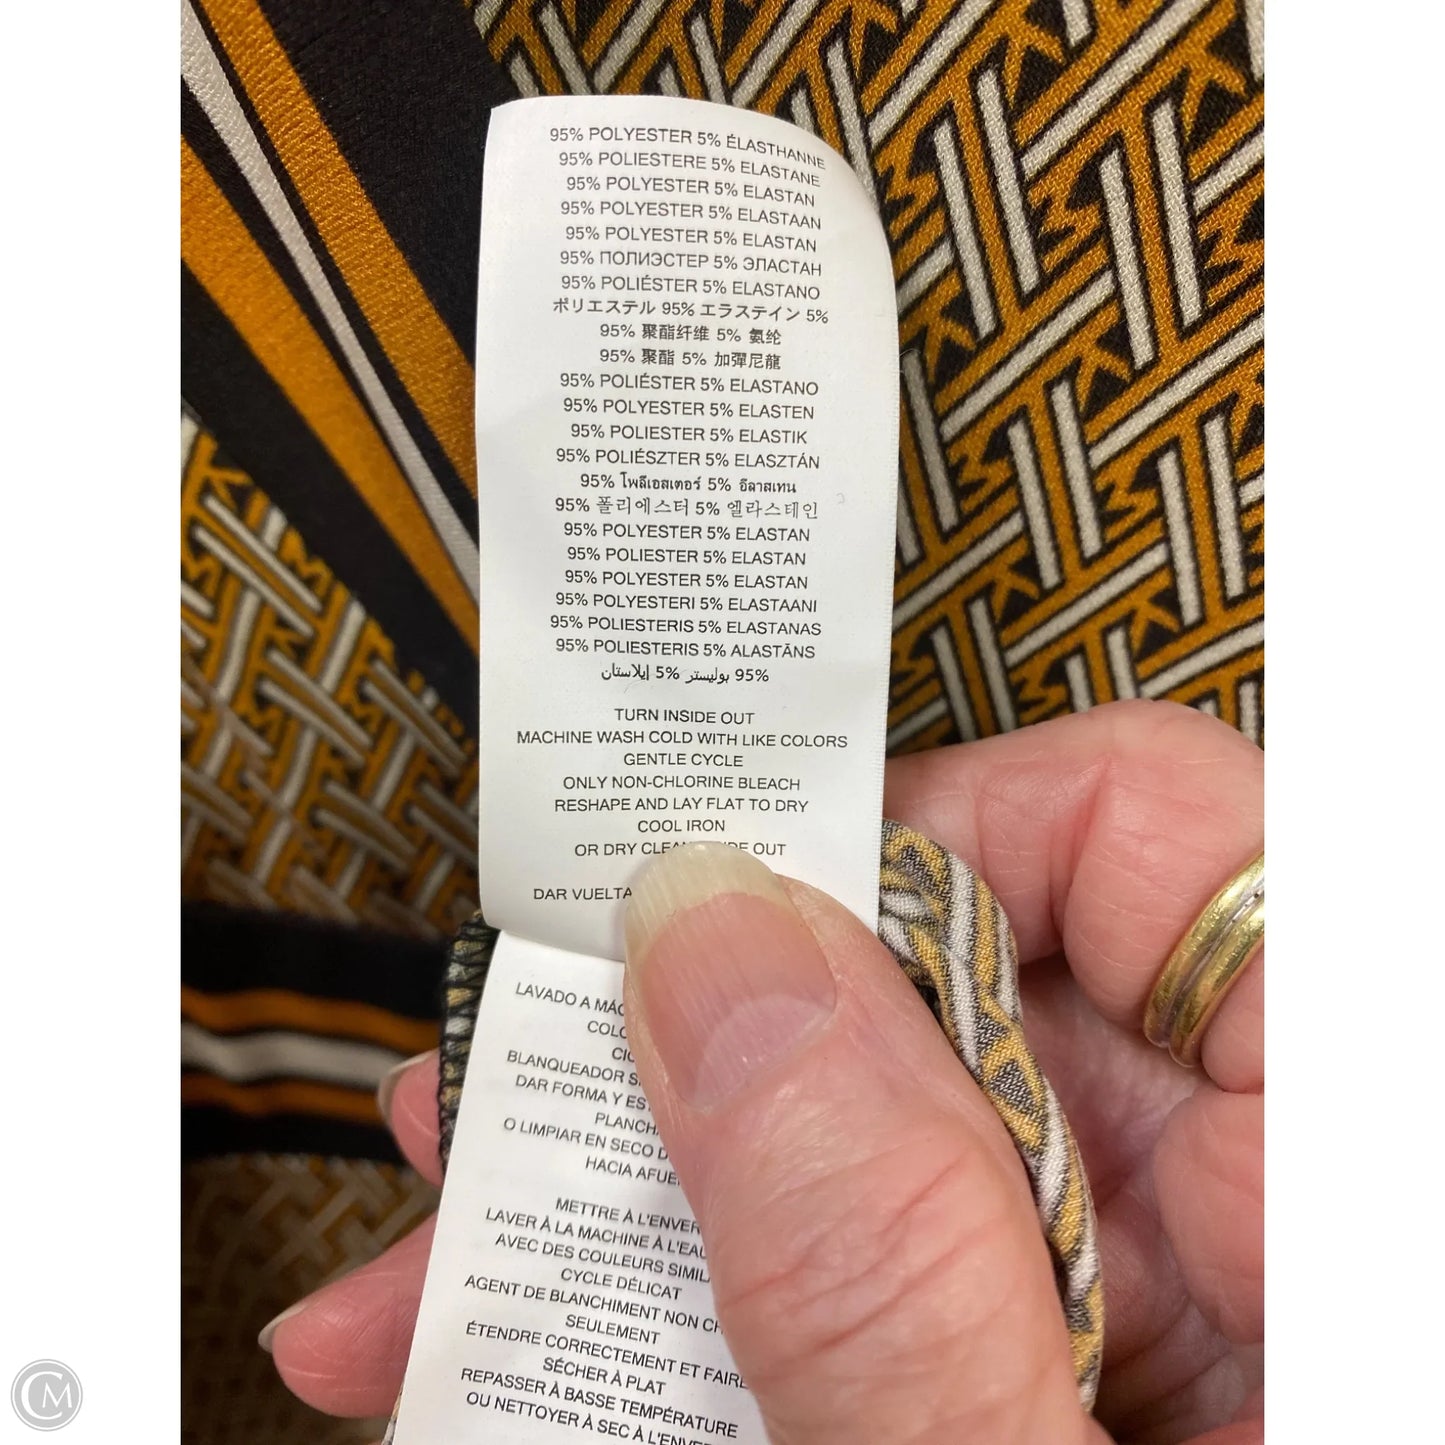 95% POLYESTER 5% ÉLASTHANNE
95% POLIESTERE 5% ELASTANE
95% POLYESTER 5% ELASTAN
95% POLYESTER 5% ELASTAAN
95% POLYESTER 5% ELASTAN
95% ПОЛИЭСТЕР 5% ЭЛАСТАН
95% POLIÉSTER 5% ELASTANO
ポリエステル 95% エラステイン 5%
95% 聚酯纤维 5% 氨纶
95% 聚酯 5% 加彈尼龍
95% POLIÉSTER 5% ELASTANO
95% POLYESTER 5% ELASTEN
95% POLIESTER 5% ELASTIK
95% POLIÉSZTER 5% ELASZTÁN
95% โพลีเอสเตอร์ 5% อีลาสเทน
95% 폴리에스터 5% 엘라스테인
95% POLYESTER 5% ELASTAN
95% POLIESTER 5% ELASTAN
95% POLYESTER 5% ELASTAN
95% POLYESTERI 5% ELASTAANI
95% POLIESTERIS 5% ELASTANAS
95% POLIESTERIS 5% ALASTĀNS
95% بوليستر 5% إيلاستان
TURN INSIDE OUT
MACHINE WASH COLD WITH LIKE COLORS
GENTLE CYCLE
ONLY NON-CHLORINE BLEACH
RESHAPE AND LAY FLAT TO DRY
COOL IRON
OR DRY OUT
DAR VUELTA
LAVADO A
BLANQUEADOR
DAR FORMA Y
O LIMPIAR EN SECO
HACIA
METTRE À
LAVER À LA MACHINE À
AVEC DES COULEURS
CYCLE DÉLICAT
AGENT DE BLANCHIMENT NON
SEULEMENT
ÉTENDRE CORRECTEMENT ET FAIRE
SÉCHER À PLAT
REPASSER À BASSE TEMPÉRATURE
OU NETTOYER À SEC À
CM